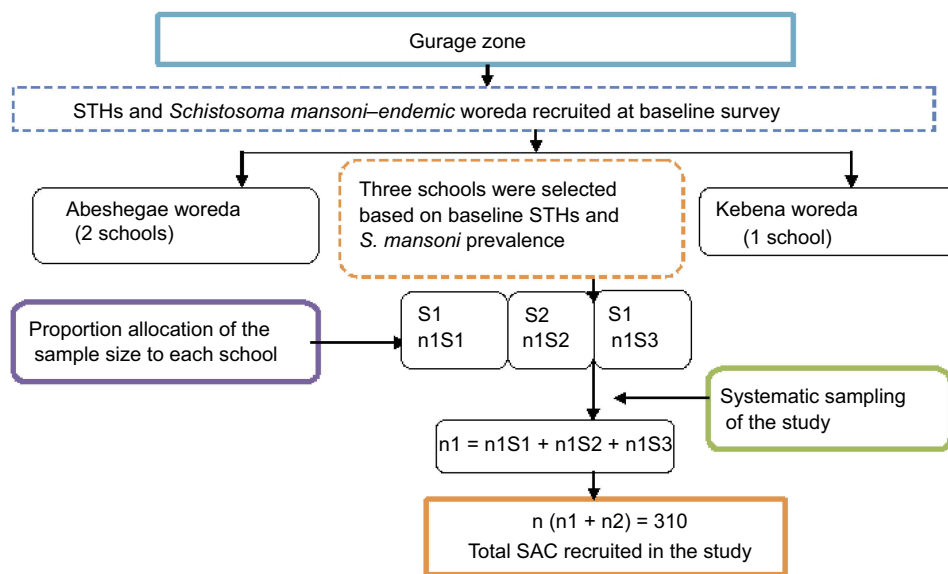 Gurage zone
STHs and Schistosoma mansoni–endemic woreda recruited at baseline survey
Abeshegae woreda
(2 schools)
Three schools were selected
based on baseline STHs and
S. mansoni prevalence
Kebena woreda
(1 school)
Proportion allocation of the
sample size to each school
S1
n1S1
S2
n1S2
S1
n1S3
Systematic sampling
of the study
n1 = n1S1 + n1S2 + n1S3
n (n1 + n2) = 310
Total SAC recruited in the study